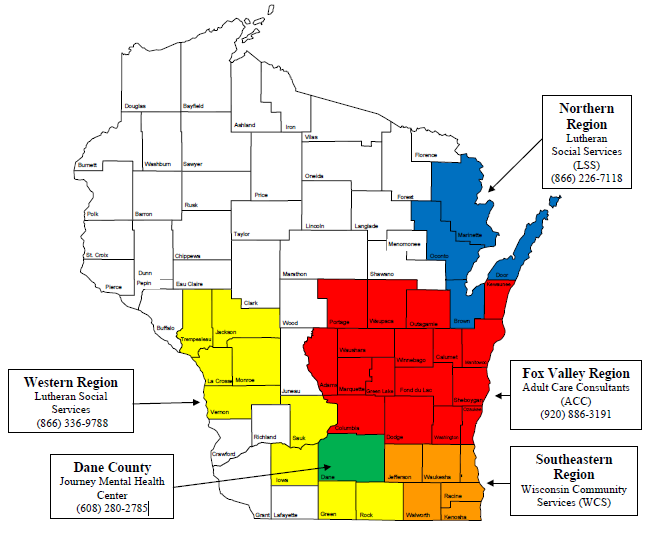 Douglas
Bayfield
Ashland
Iron
Vilas
Florence
Burnett
Washburn
Sawyer
Oneida
Forest
Price
Polk
Barron
Rusk
Marinette
Taylor
Lincoln
Langlade
Menomonee
Oconto
St. Croix
Chippewa
Dunn
Pierce
Pepin
Eau Claire
Marathon
Shawano
Door
Kewaunee
Clark
Buffalo
Trempealeau
Jackson
Wood
Portage
Waupaca
Outagamie
Brown
Waushara
Winnebago
Calumet
Manitowoc
La Crosse
Monroe
Juneau
Adams
Marquette
Green Lake
Fond du Lac
Sheboygan
Vernon
Richland
Sauk
Columbia
Dodge
Washington
Ozaukee
Crawford
Iowa
Dane
Jefferson
Waukesha
Grant
Lafayette
Green
Rock
Walworth
Racine
Kenosha
Northern
Region
Lutheran
Social Services
(LSS)
(866) 226-7118
Western Region
Lutheran Social
Services
(866) 336-9788
Fox Valley Region
Adult Care Consultants
(ACC)
(920) 886-3191
Dane County
Journey Mental Health
Center
(608) 280-2785
Southeastern
Region
Wisconsin Community
Services (WCS)